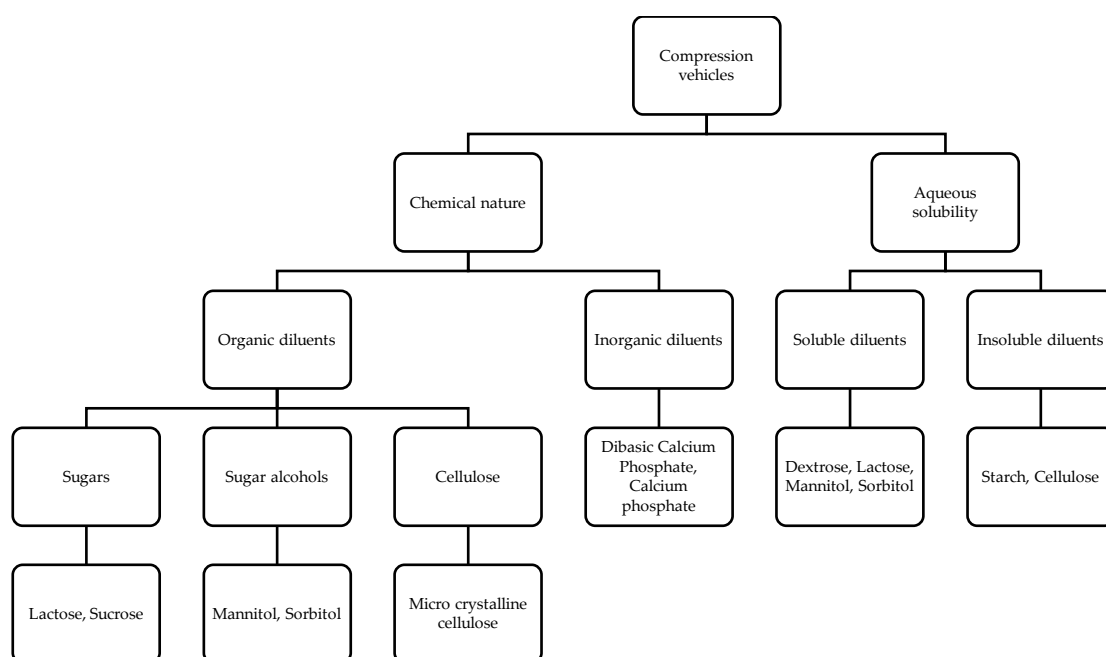 Compression
vehicles
Chemical nature
Aqueous
solubility
Organic diluents
Inorganic diluents
Soluble diluents
Insoluble diluents
Sugars
Sugar alcohols
Cellulose
Dibasic Calcium
Phosphate,
Calcium
phosphate
Dextrose, Lactose,
Mannitol, Sorbitol
Starch, Cellulose
Lactose, Sucrose
Mannitol, Sorbitol
Micro crystalline
cellulose